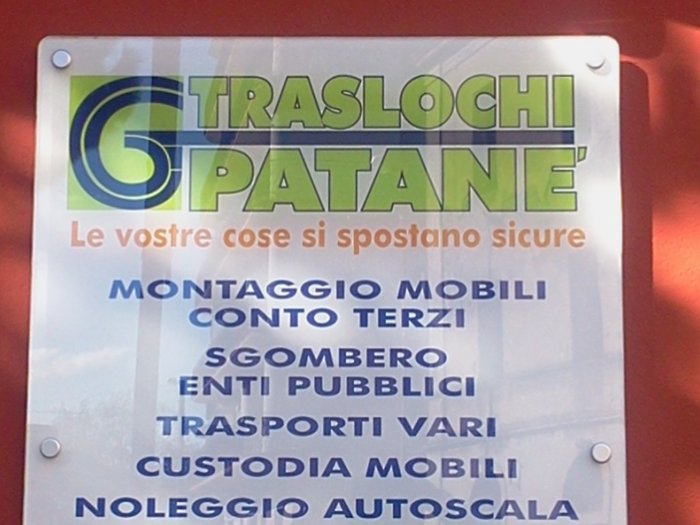 G TRASLOCHI
PATANE'
Le vostre cose si spostano sicure
MONTAGGIO MOBILI
CONTO TERZI
SGOMBERO
ENTI PUBBLICI
TRASPORTI VARI
CUSTODIA MOBILI
NOLEGGIO AUTOSCALA